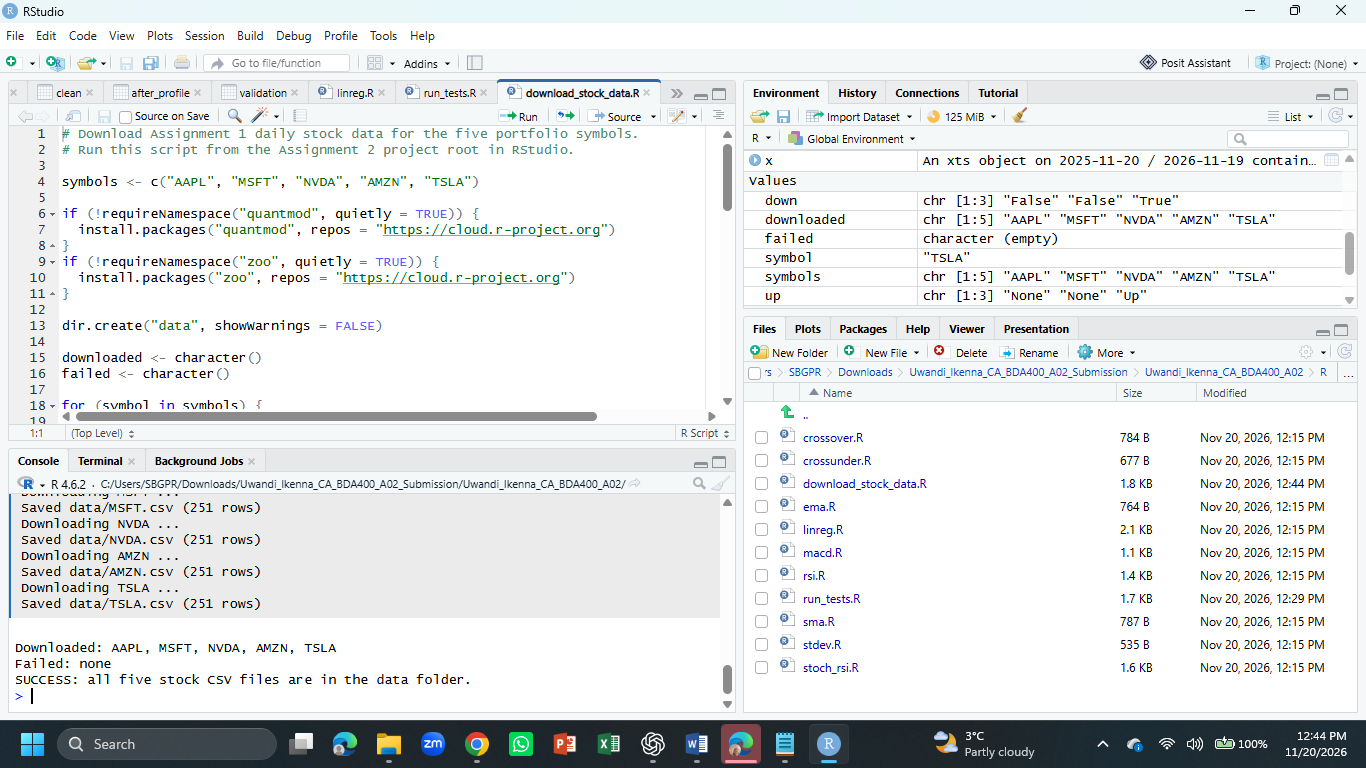 RStudio
File Edit Code View Plots Session Build Debug Profile Tools Help
Go to file/function Addins Posit Assistant Project: (None)
clean after_profile validation linreg.R run_tests.R download_stock_data.R
Source on Save Run Source
1 # Download Assignment 1 daily stock data for the five portfolio symbols.
2 # Run this script from the Assignment 2 project root in RStudio.
3
4 symbols <- c("AAPL", "MSFT", "NVDA", "AMZN", "TSLA")
5
6 if (!requireNamespace("quantmod", quietly = TRUE)) {
7 install.packages("quantmod", repos = "https://cloud.r-project.org")
8 }
9 if (!requireNamespace("zoo", quietly = TRUE)) {
10 install.packages("zoo", repos = "https://cloud.r-project.org")
11 }
12
13 dir.create("data", showWarnings = FALSE)
14
15 downloaded <- character()
16 failed <- character()
17
18 for (symbol in symbols) {
19
1:1 (Top Level) R Script
Console Terminal Background Jobs
R 4.6.2 · C:/Users/SBGPR/Downloads/Uwandi_Ikenna_CA_BDA400_A02_Submission/Uwandi_Ikenna_CA_BDA400_A02/
Downloading MSFT ...
Saved data/MSFT.csv (251 rows)
Downloading NVDA ...
Saved data/NVDA.csv (251 rows)
Downloading AMZN ...
Saved data/AMZN.csv (251 rows)
Downloading TSLA ...
Saved data/TSLA.csv (251 rows)
Downloaded: AAPL, MSFT, NVDA, AMZN, TSLA
Failed: none
SUCCESS: all five stock CSV files are in the data folder.
>
Environment History Connections Tutorial
Import Dataset 125 MiB List
R Global Environment
x An xts object on 2025-11-20 / 2026-11-19 contain…
Values
down chr [1:3] "False" "False" "True"
downloaded chr [1:5] "AAPL" "MSFT" "NVDA" "AMZN" "TSLA"
failed character (empty)
symbol "TSLA"
symbols chr [1:5] "AAPL" "MSFT" "NVDA" "AMZN" "TSLA"
up chr [1:3] "None" "None" "Up"
Files Plots Packages Help Viewer Presentation
New Folder New File Delete Rename More
rs SBGPR Downloads Uwandi_Ikenna_CA_BDA400_A02_Submission Uwandi_Ikenna_CA_BDA400_A02 R ...
Name Size Modified
..
crossover.R 784 B Nov 20, 2026, 12:15 PM
crossunder.R 677 B Nov 20, 2026, 12:15 PM
download_stock_data.R 1.8 KB Nov 20, 2026, 12:44 PM
ema.R 764 B Nov 20, 2026, 12:15 PM
linreg.R 2.1 KB Nov 20, 2026, 12:15 PM
macd.R 1.1 KB Nov 20, 2026, 12:15 PM
rsi.R 1.4 KB Nov 20, 2026, 12:15 PM
run_tests.R 1.7 KB Nov 20, 2026, 12:29 PM
sma.R 787 B Nov 20, 2026, 12:15 PM
stdev.R 535 B Nov 20, 2026, 12:15 PM
stoch_rsi.R 1.6 KB Nov 20, 2026, 12:15 PM
Search
zm
3°C
Partly cloudy
100%
12:44 PM
11/20/2026